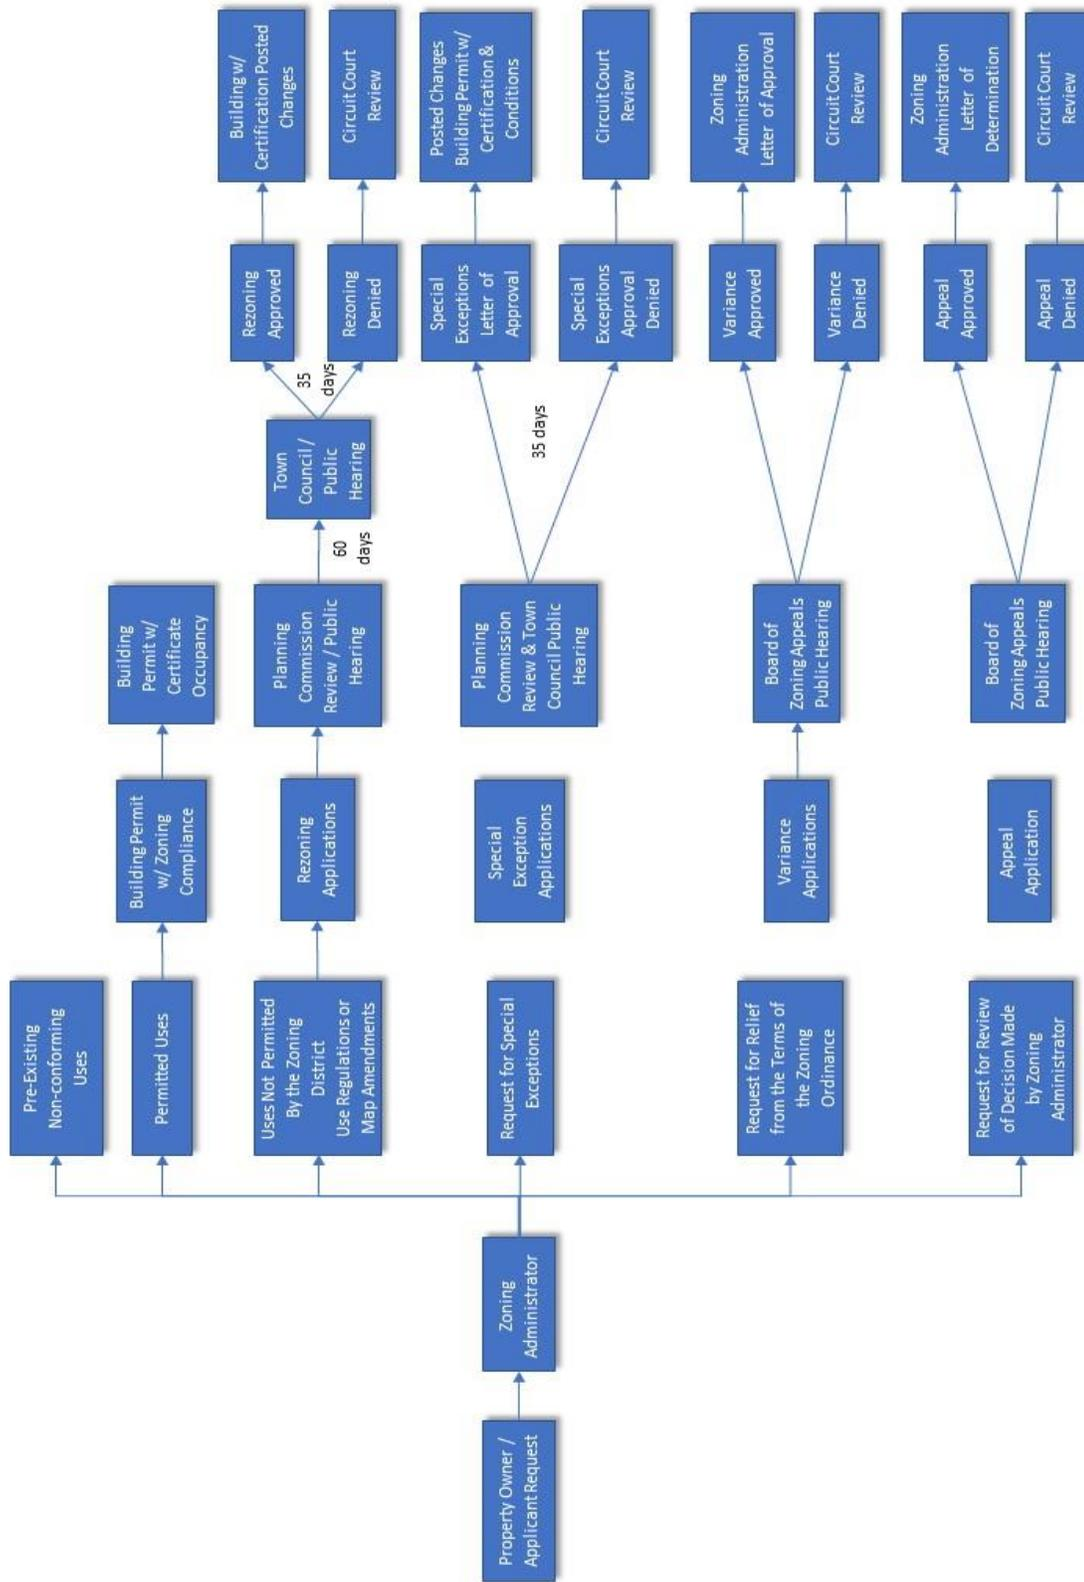 Property Owner /
Applicant Request
Zoning
Administrator
Pre-Existing
Non-conforming
Uses
Permitted Uses
Building Permit
w/ Zoning
Compliance
Building
Permit w/
Certificate
Occupancy
Uses Not Permitted
By the Zoning
District
Use Regulations or
Map Amendments
Rezoning
Applications
Planning
Commission
Review / Public
Hearing
60
days
Town
Council /
Public
Hearing
35
days
Rezoning
Approved
Building w/
Certification Posted
Changes
Rezoning
Denied
Circuit Court
Review
Request for Special
Exceptions
Special
Exception
Applications
Planning
Commission
Review & Town
Council Public
Hearing
35 days
Special
Exceptions
Letter of
Approval
Posted Changes
Building Permit w/
Certification &
Conditions
Special
Exceptions
Approval
Denied
Circuit Court
Review
Request for Relief
from the Terms of
the Zoning
Ordinance
Variance
Applications
Board of
Zoning Appeals
Public Hearing
Variance
Approved
Zoning
Administration
Letter of Approval
Variance
Denied
Circuit Court
Review
Request for Review
of Decision Made
by Zoning
Administrator
Appeal
Application
Board of
Zoning Appeals
Public Hearing
Appeal
Approved
Zoning
Administration
Letter of
Determination
Appeal
Denied
Circuit Court
Review